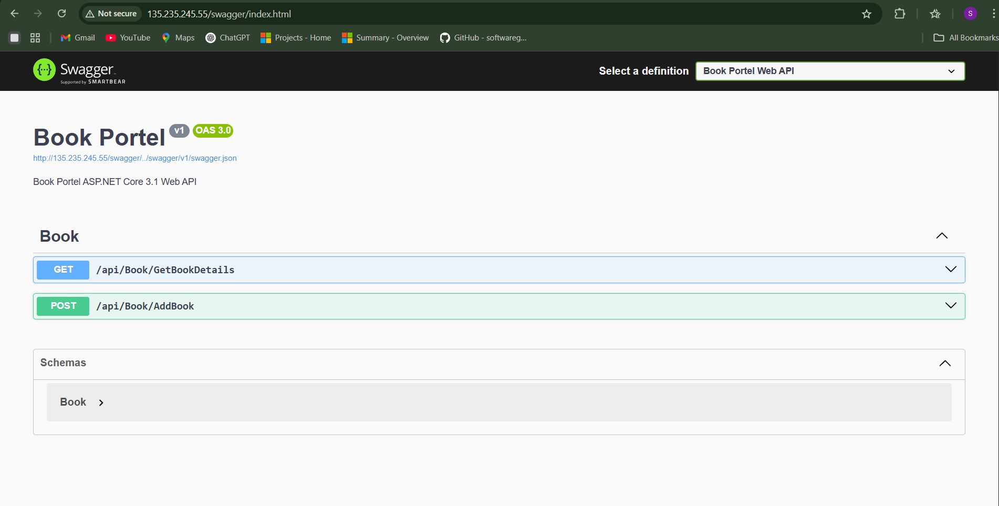 Not secure 135.235.245.55/swagger/index.html S
Gmail YouTube Maps ChatGPT Projects - Home Summary - Overview GitHub - softwareg... All Bookmarks
{···} Swagger™ Select a definition Book Portel Web API
Supported by SMARTBEAR
Book Portel v1 OAS 3.0
http://135.235.245.55/swagger/../swagger/v1/swagger.json
Book Portel ASP.NET Core 3.1 Web API
Book
GET /api/Book/GetBookDetails
POST /api/Book/AddBook
Schemas
Book